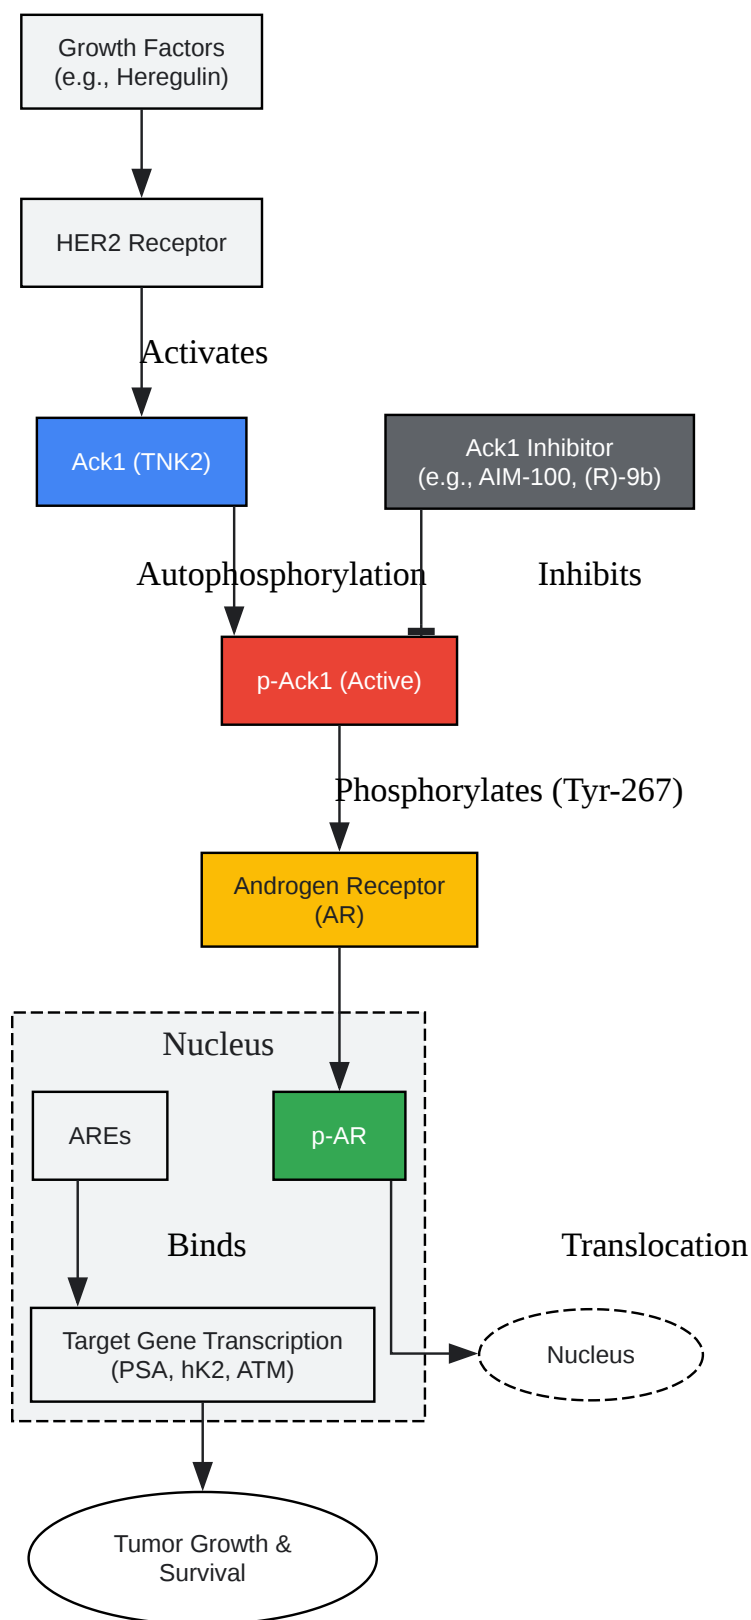 Growth Factors
(e.g., Heregulin)
HER2 Receptor
Activates
Ack1 (TNK2)
Ack1 Inhibitor
(e.g., AIM-100, (R)-9b)
Autophosphorylation
Inhibits
p-Ack1 (Active)
Phosphorylates (Tyr-267)
Androgen Receptor
(AR)
Nucleus
AREs
p-AR
Binds
Translocation
Target Gene Transcription
(PSA, hK2, ATM)
Nucleus
Tumor Growth &
Survival